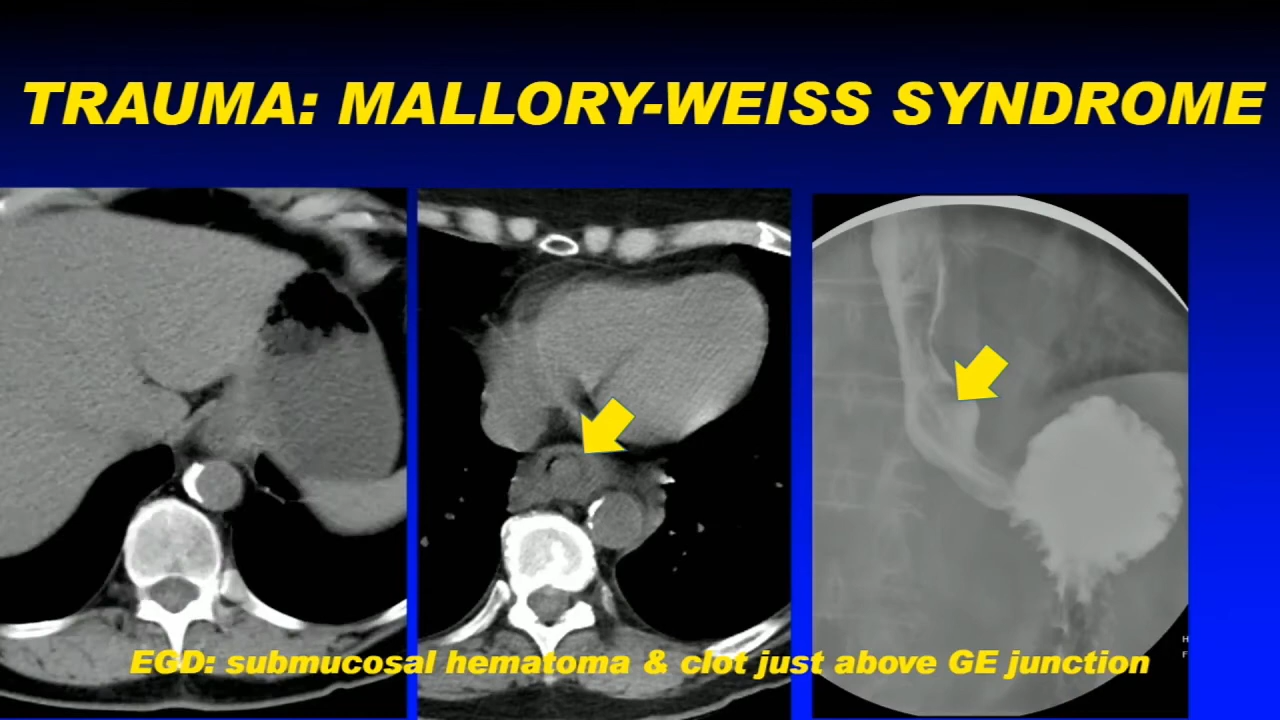 TRAUMA: MALLORY-WEISS SYNDROME
EGD: submucosal hematoma & clot just above GE junction
H
F